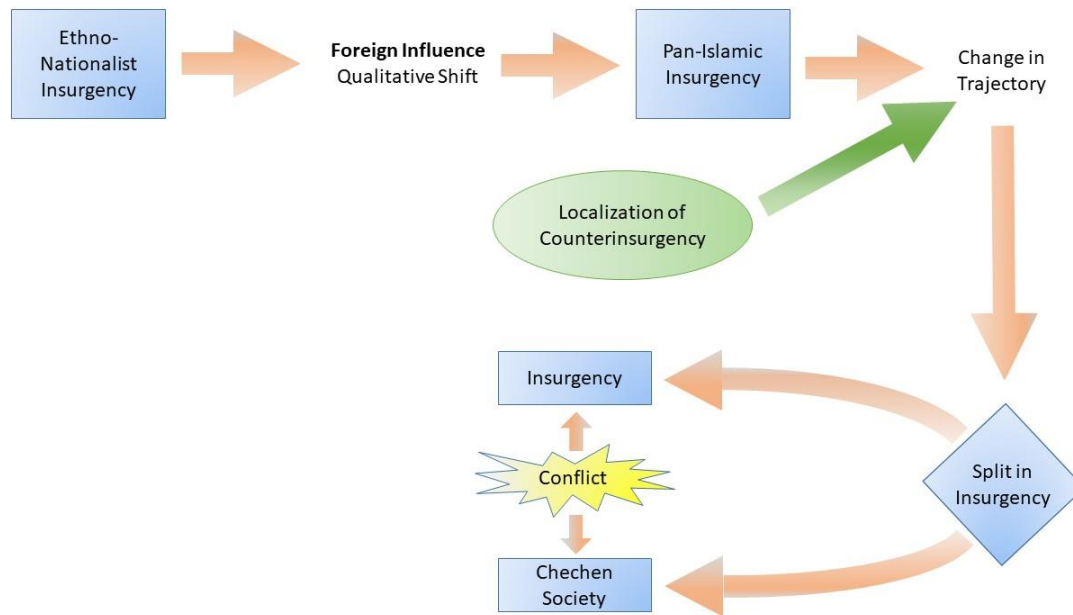 Ethno-
Nationalist
Insurgency
Foreign Influence
Qualitative Shift
Pan-Islamic
Insurgency
Change in
Trajectory
Localization of
Counterinsurgency
Insurgency
Conflict
Split in
Insurgency
Chechen
Society